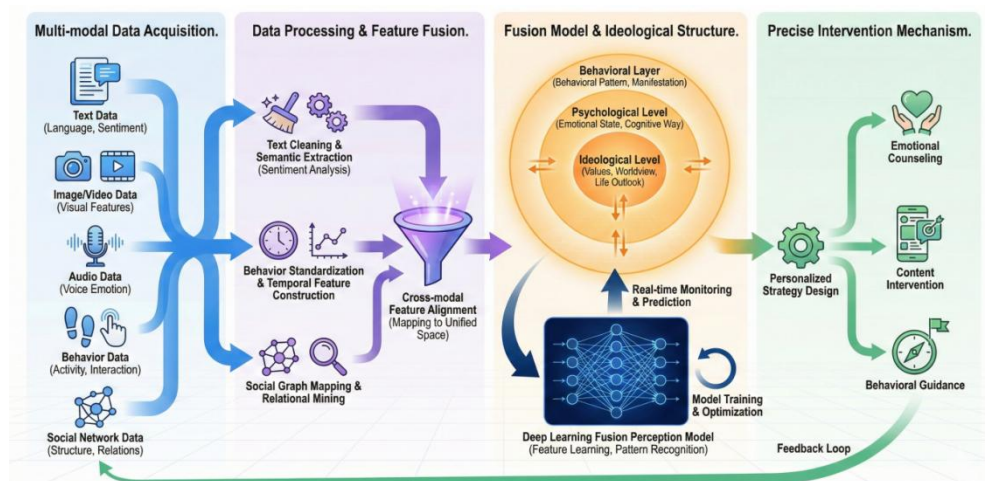 Multi-modal Data Acquisition.
Text Data
(Language, Sentiment)
Image/Video Data
(Visual Features)
Audio Data
(Voice Emotion)
Behavior Data
(Activity, Interaction)
Social Network Data
(Structure, Relations)
Data Processing & Feature Fusion.
Text Cleaning &
Semantic Extraction
(Sentiment Analysis)
Behavior Standardization
& Temporal Feature
Construction
Social Graph Mapping &
Relational Mining
Cross-modal
Feature Alignment
(Mapping to Unified
Space)
Fusion Model & Ideological Structure.
Behavioral Layer
(Behavioral Pattern, Manifestation)
Psychological Level
(Emotional State, Cognitive Way)
Ideological Level
(Values, Worldview,
Life Outlook)
Real-time Monitoring
& Prediction
Model Training
& Optimization
Deep Learning Fusion Perception Model
(Feature Learning, Pattern Recognition)
Precise Intervention Mechanism.
Personalized
Strategy Design
Emotional
Counseling
Content
Intervention
Behavioral Guidance
Feedback Loop